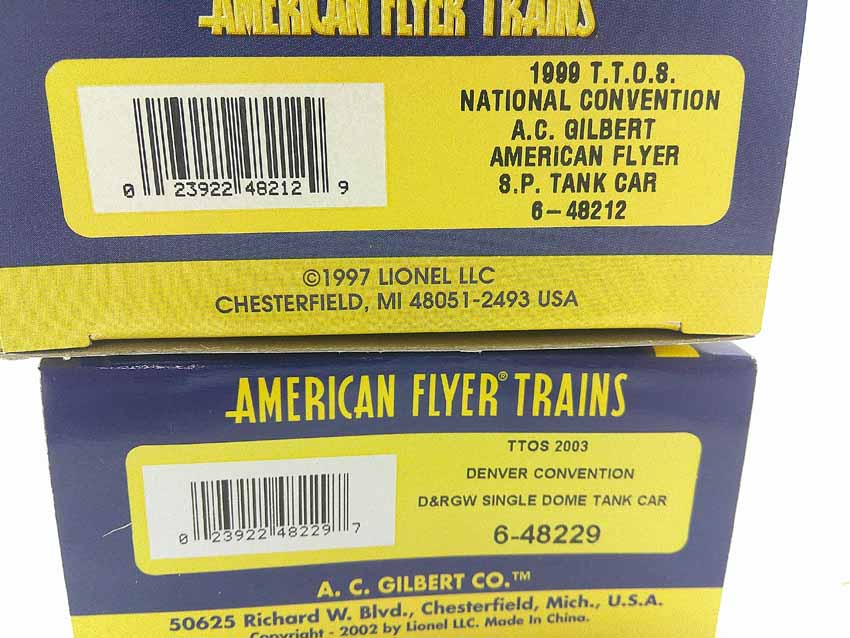 AMERICAN FLYER TRAINS
1999 T.T.O.S.
NATIONAL CONVENTION
A.C. GILBERT
AMERICAN FLYER
S.P. TANK CAR
6-48212
0 23922 48212 9
©1997 LIONEL LLC
CHESTERFIELD, MI 48051-2493 USA
AMERICAN FLYER® TRAINS
TTOS 2003
DENVER CONVENTION
D&RGW SINGLE DOME TANK CAR
6-48229
0 23922 48229 7
A. C. GILBERT CO.™
50625 Richard W. Blvd., Chesterfield, Mich., U.S.A.
Copyright - 2002 by Lionel LLC. Made In China.